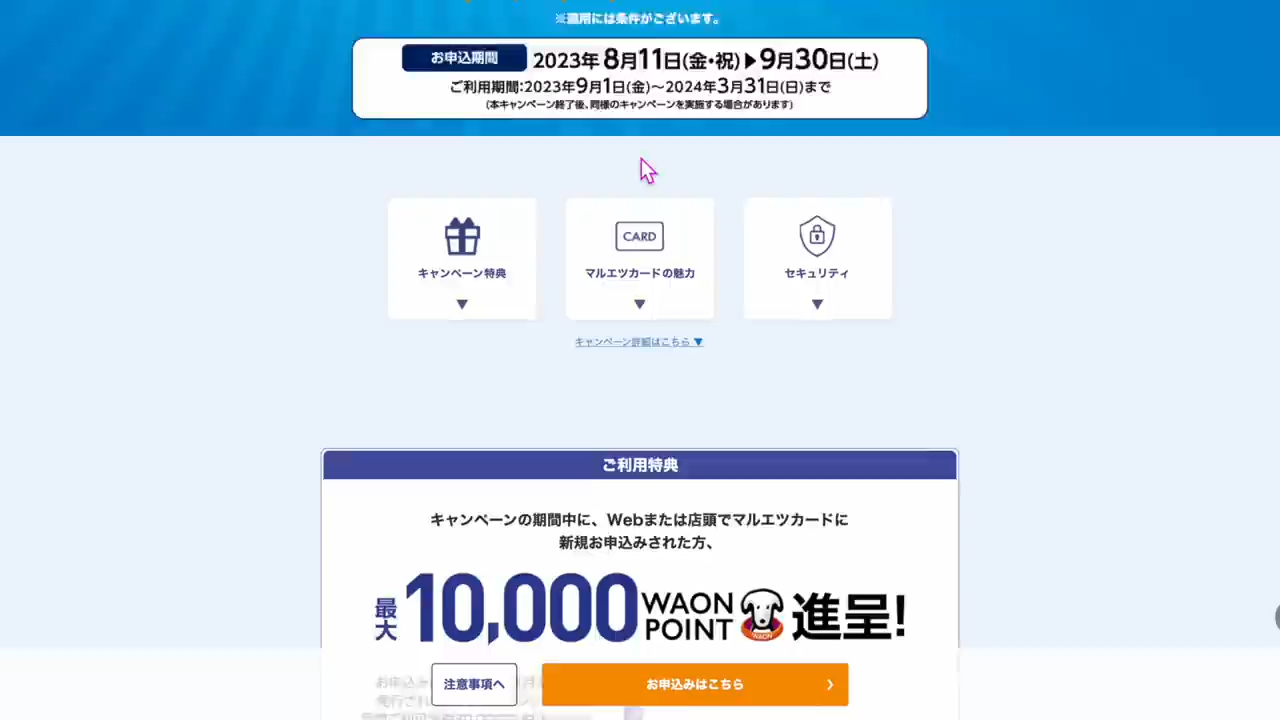 ※適用には条件がございます。
お申込期間 2023年8月11日(金・祝)▶9月30日(土)
ご利用期間:2023年9月1日(金)～2024年3月31日(日)まで
(本キャンペーン終了後、同様のキャンペーンを実施する場合があります)
キャンペーン特典
CARD
マルエツカードの魅力
セキュリティ
キャンペーン詳細はこちら▼
ご利用特典
キャンペーンの期間中に、Webまたは店頭でマルエツカードに
新規お申込みされた方、
最大10,000 WAON POINT WAON 進呈!
注意事項へ
お申込みはこちら